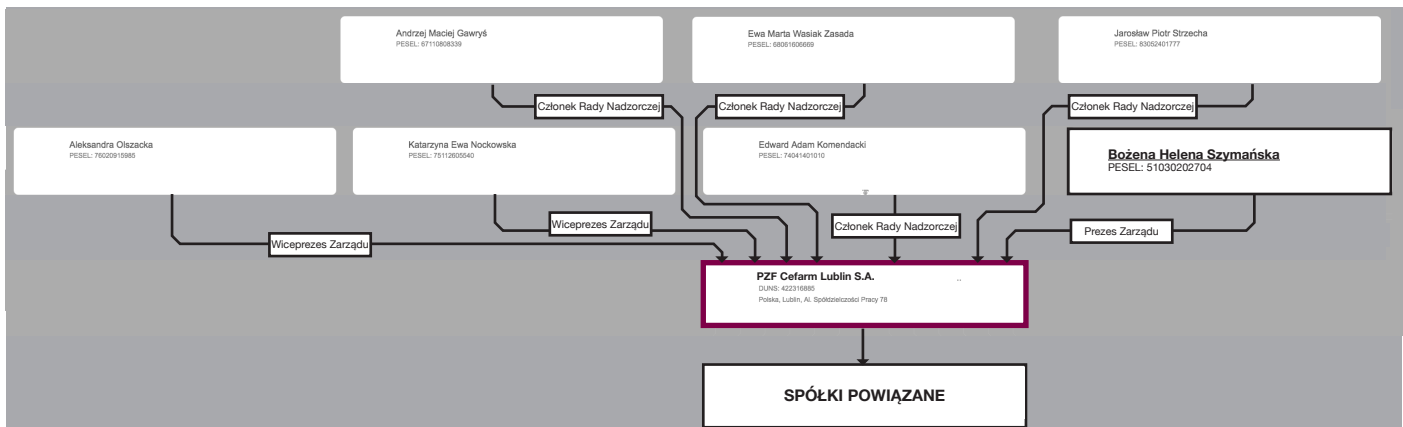 Andrzej Maciej Gawryś
PESEL: 67110808339
Ewa Marta Wasiak Zasada
PESEL: 68061606669
Jarosław Piotr Strzecha
PESEL: 83052401777
Członek Rady Nadzorczej
Członek Rady Nadzorczej
Członek Rady Nadzorczej
Aleksandra Olszacka
PESEL: 76020915985
Katarzyna Ewa Nockowska
PESEL: 75112605540
Edward Adam Komendacki
PESEL: 74041401010
Bożena Helena Szymańska
PESEL: 51030202704
Wiceprezes Zarządu
Wiceprezes Zarządu
Członek Rady Nadzorczej
Prezes Zarządu
PZF Cefarm Lublin S.A.
DUNS: 422316885
Polska, Lublin, Al. Spółdzielczości Pracy 78
SPÓŁKI POWIĄZANE